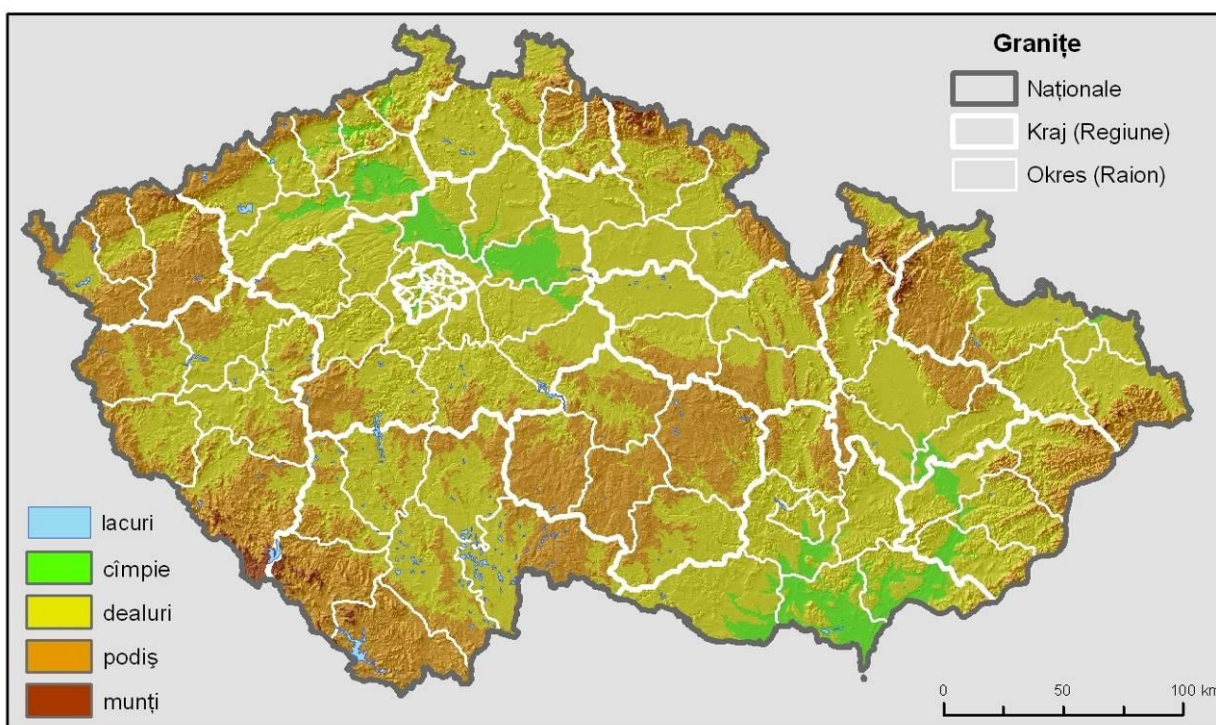 Granițe
Naționale
Kraj (Regiune)
Okres (Raion)
lacuri
cîmpie
dealuri
podiș
munți
0 50 100 km